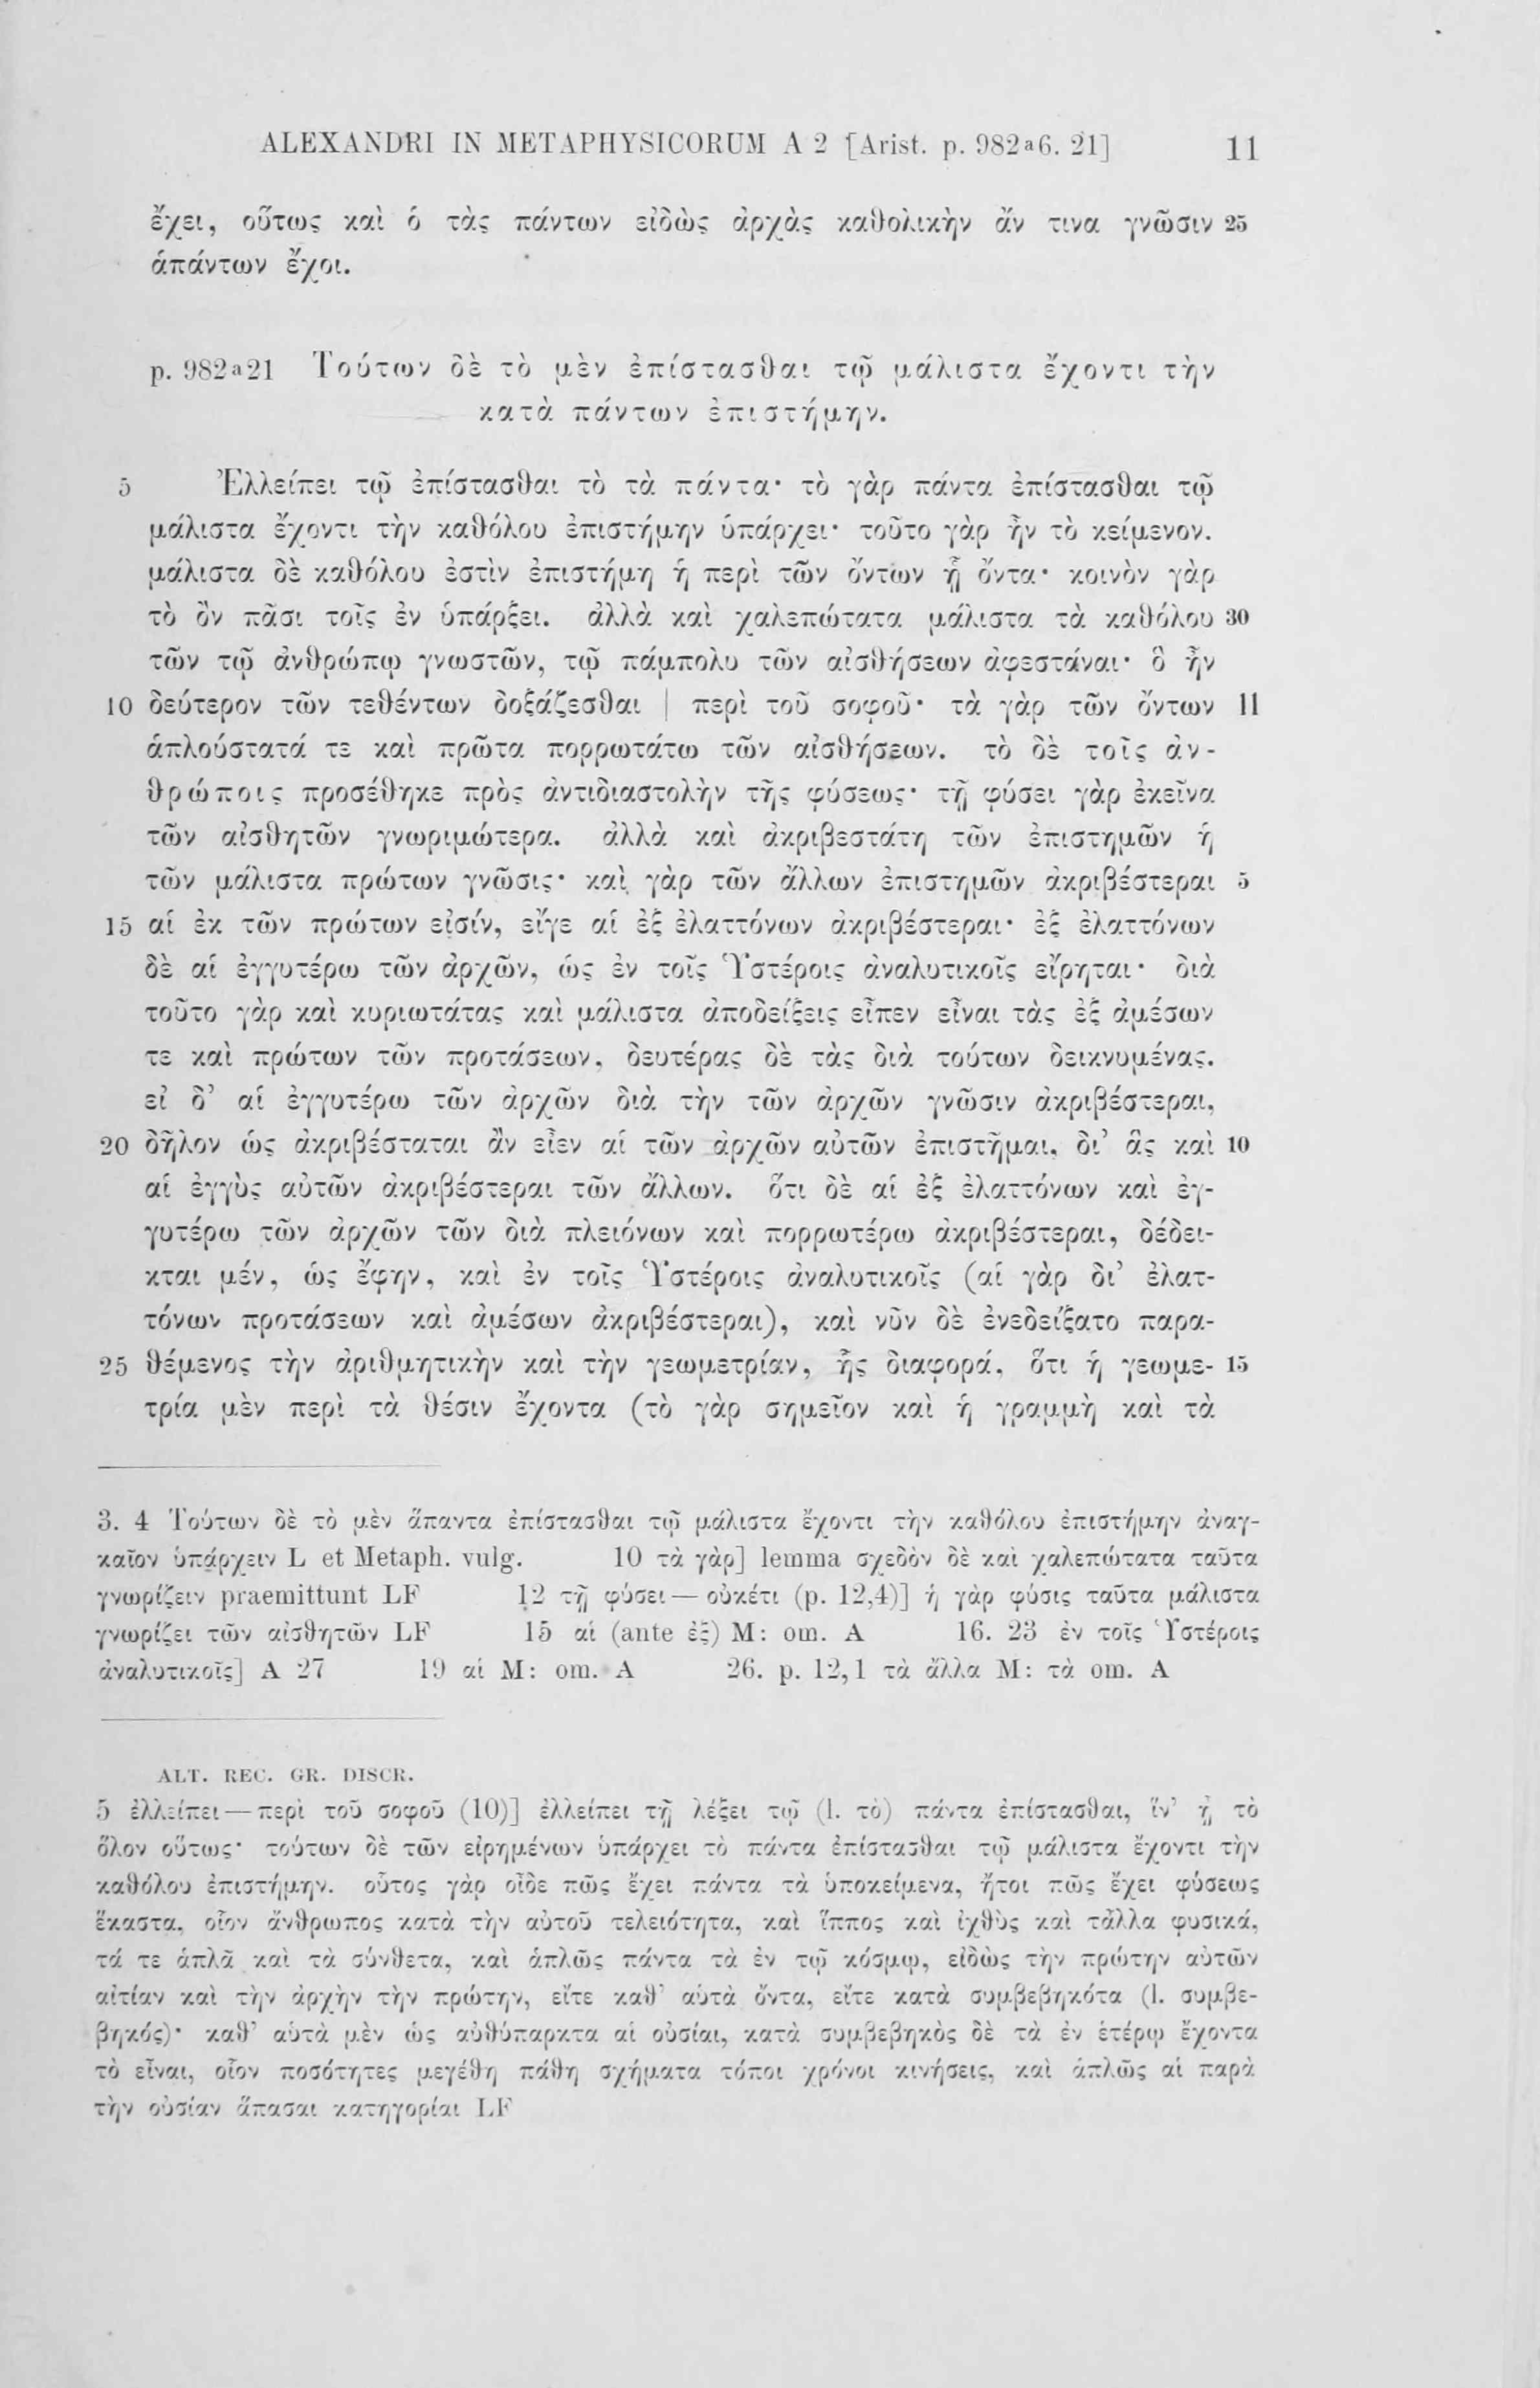 ALEXANDRI IN METAPHYSICORUM A 2 [Arist. p. 982a6. 21] 11
ἔχει, οὕτως καὶ ὁ τὰς πάντων εἰδὼς ἀρχὰς καθολικὴν ἄν τινα γνῶσιν 25
ἁπάντων ἔχοι.
p. 982a21 Τούτων δὲ τὸ μὲν ἐπίστασθαι τῷ μάλιστα ἔχοντι τὴν
κατὰ πάντων ἐπιστήμην.
5 Ἐλλείπει τῷ ἐπίστασθαι τὸ τὰ πάντα· τὸ γὰρ πάντα ἐπίστασθαι τῷ
μάλιστα ἔχοντι τὴν καθόλου ἐπιστήμην ὑπάρχει· τοῦτο γὰρ ἦν τὸ κείμενον.
μάλιστα δὲ καθόλου ἐστὶν ἐπιστήμη ἡ περὶ τῶν ὄντων ᾗ ὄντα· κοινὸν γὰρ
τὸ ὂν πᾶσι τοῖς ἐν ὑπάρξει. ἀλλὰ καὶ χαλεπώτατα μάλιστα τὰ καθόλου 30
τῶν τῷ ἀνθρώπῳ γνωστῶν, τῷ πάμπολυ τῶν αἰσθήσεων ἀφεστάναι· ὃ ἦν
10 δεύτερον τῶν τεθέντων δοξάζεσθαι | περὶ τοῦ σοφοῦ· τὰ γὰρ τῶν ὄντων 11
ἁπλούστατά τε καὶ πρῶτα πορρωτάτω τῶν αἰσθήσεων. τὸ δὲ τοῖς ἀν-
θρώποις προσέθηκε πρὸς ἀντιδιαστολὴν τῆς φύσεως· τῇ φύσει γὰρ ἐκεῖνα
τῶν αἰσθητῶν γνωριμώτερα. ἀλλὰ καὶ ἀκριβεστάτη τῶν ἐπιστημῶν ἡ
τῶν μάλιστα πρώτων γνῶσις· καὶ γὰρ τῶν ἄλλων ἐπιστημῶν ἀκριβέστεραι 5
15 αἱ ἐκ τῶν πρώτων εἰσίν, εἴγε αἱ ἐξ ἐλαττόνων ἀκριβέστεραι· ἐξ ἐλαττόνων
δὲ αἱ ἐγγυτέρω τῶν ἀρχῶν, ὡς ἐν τοῖς Ὑστέροις ἀναλυτικοῖς εἴρηται· διὰ
τοῦτο γὰρ καὶ κυριωτάτας καὶ μάλιστα ἀποδείξεις εἶπεν εἶναι τὰς ἐξ ἀμέσων
τε καὶ πρώτων τῶν προτάσεων, δευτέρας δὲ τὰς διὰ τούτων δεικνυμένας.
εἰ δ’ αἱ ἐγγυτέρω τῶν ἀρχῶν διὰ τὴν τῶν ἀρχῶν γνῶσιν ἀκριβέστεραι,
20 δῆλον ὡς ἀκριβέσταται ἂν εἶεν αἱ τῶν ἀρχῶν αὐτῶν ἐπιστῆμαι, δι’ ἃς καὶ 10
αἱ ἐγγὺς αὐτῶν ἀκριβέστεραι τῶν ἄλλων. ὅτι δὲ αἱ ἐξ ἐλαττόνων καὶ ἐγ-
γυτέρω τῶν ἀρχῶν τῶν διὰ πλειόνων καὶ πορρωτέρω ἀκριβέστεραι, δέδει-
κται μέν, ὡς ἔφην, καὶ ἐν τοῖς Ὑστέροις ἀναλυτικοῖς (αἱ γὰρ δι’ ἐλατ-
τόνων προτάσεων καὶ ἀμέσων ἀκριβέστεραι), καὶ νῦν δὲ ἐνεδείξατο παρα-
25 θέμενος τὴν ἀριθμητικὴν καὶ τὴν γεωμετρίαν, ἧς διαφορά, ὅτι ἡ γεωμε- 15
τρία μὲν περὶ τὰ θέσιν ἔχοντα (τὸ γὰρ σημεῖον καὶ ἡ γραμμὴ καὶ τὰ
3. 4 Τούτων δὲ τὸ μὲν ἅπαντα ἐπίστασθαι τῷ μάλιστα ἔχοντι τὴν καθόλου ἐπιστήμην ἀναγ-
καῖον ὑπάρχειν L et Metaph. vulg. 10 τὰ γὰρ] lemma σχεδὸν δὲ καὶ χαλεπώτατα ταῦτα
γνωρίζειν praemittunt LF 12 τῇ φύσει — οὐκέτι (p. 12,4)] ἡ γὰρ φύσις ταῦτα μάλιστα
γνωρίζει τῶν αἰσθητῶν LF 15 αἱ (ante ἐξ) M: om. A 16. 23 ἐν τοῖς Ὑστέροις
ἀναλυτικοῖς] A 27 19 αἱ M: om. A 26. p. 12,1 τὰ ἄλλα M: τὰ om. A
ALT. REC. GR. DISCR.
5 ἐλλείπει — περὶ τοῦ σοφοῦ (10)] ἐλλείπει τῇ λέξει τῷ (l. τὸ) πάντα ἐπίστασθαι, ἵν’ ᾖ τὸ
ὅλον οὕτως· τούτων δὲ τῶν εἰρημένων ὑπάρχει τὸ πάντα ἐπίστασθαι τῷ μάλιστα ἔχοντι τὴν
καθόλου ἐπιστήμην. οὗτος γὰρ οἶδε πῶς ἔχει πάντα τὰ ὑποκείμενα, ἤτοι πῶς ἔχει φύσεως
ἕκαστα, οἷον ἄνθρωπος κατὰ τὴν αὐτοῦ τελειότητα, καὶ ἵππος καὶ ἰχθὺς καὶ τἆλλα φυσικά,
τά τε ἁπλᾶ καὶ τὰ σύνθετα, καὶ ἁπλῶς πάντα τὰ ἐν τῷ κόσμῳ, εἰδὼς τὴν πρώτην αὐτῶν
αἰτίαν καὶ τὴν ἀρχὴν τὴν πρώτην, εἴτε καθ’ αὑτὰ ὄντα, εἴτε κατὰ συμβεβηκότα (l. συμβε-
βηκός)· καθ’ αὑτὰ μὲν ὡς αὐθύπαρκτα αἱ οὐσίαι, κατὰ συμβεβηκὸς δὲ τὰ ἐν ἑτέρῳ ἔχοντα
τὸ εἶναι, οἷον ποσότητες μεγέθη πάθη σχήματα τόποι χρόνοι κινήσεις, καὶ ἁπλῶς αἱ παρὰ
τὴν οὐσίαν ἅπασαι κατηγορίαι LF